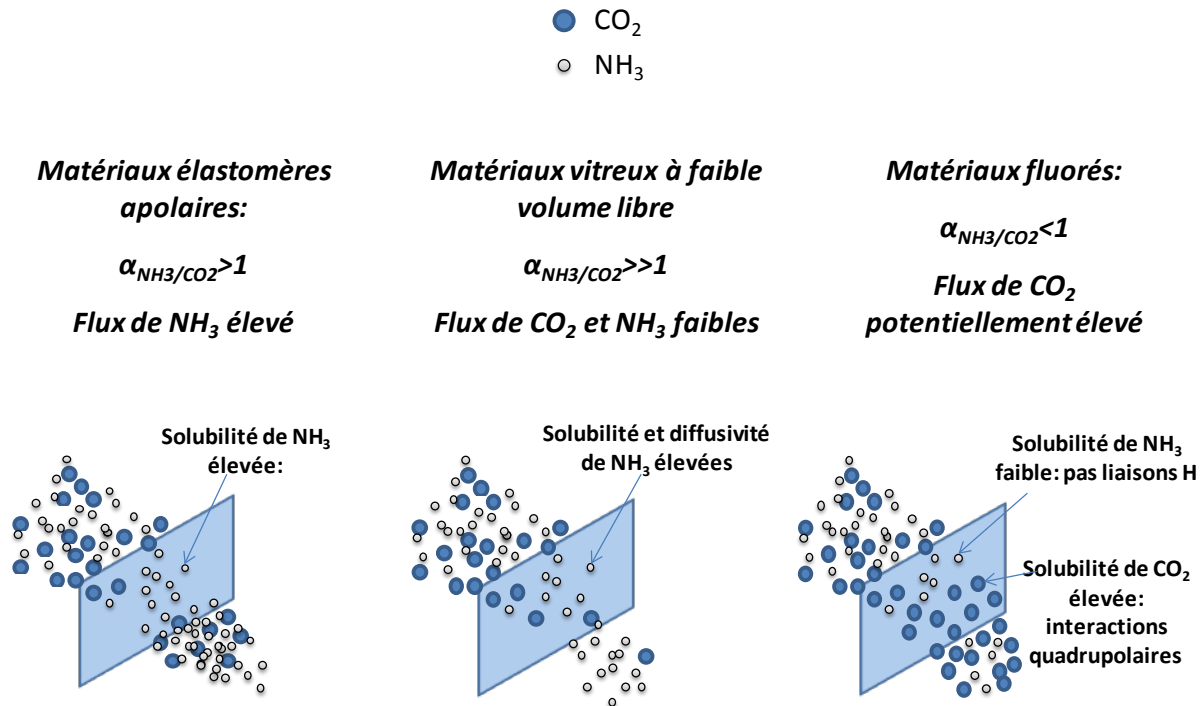 CO2
NH3
Matériaux élastomères
apolaires:
αNH3/CO2>1
Flux de NH3 élevé
Matériaux vitreux à faible
volume libre
αNH3/CO2>>1
Flux de CO2 et NH3 faibles
Matériaux fluorés:
αNH3/CO2<1
Flux de CO2
potentiellement élevé
Solubilité de NH3
élevée:
Solubilité et diffusivité
de NH3 élevées
Solubilité de NH3
faible: pas liaisons H
Solubilité de CO2
élevée:
interactions
quadrupolaires